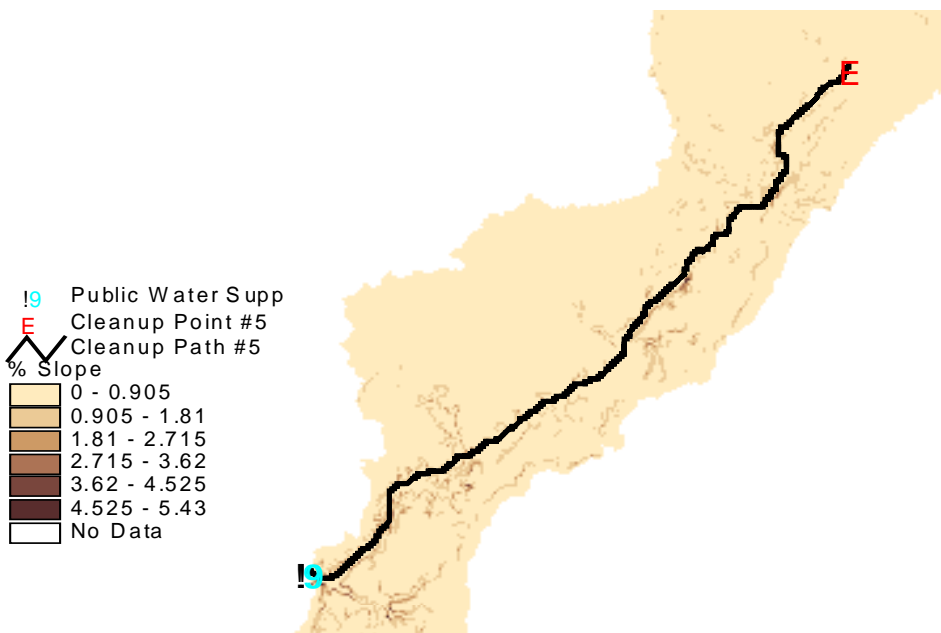 E
!9 Public Water Supp
E Cleanup Point #5
Cleanup Path #5
% Slope
0 - 0.905
0.905 - 1.81
1.81 - 2.715
2.715 - 3.62
3.62 - 4.525
4.525 - 5.43
No Data
!9